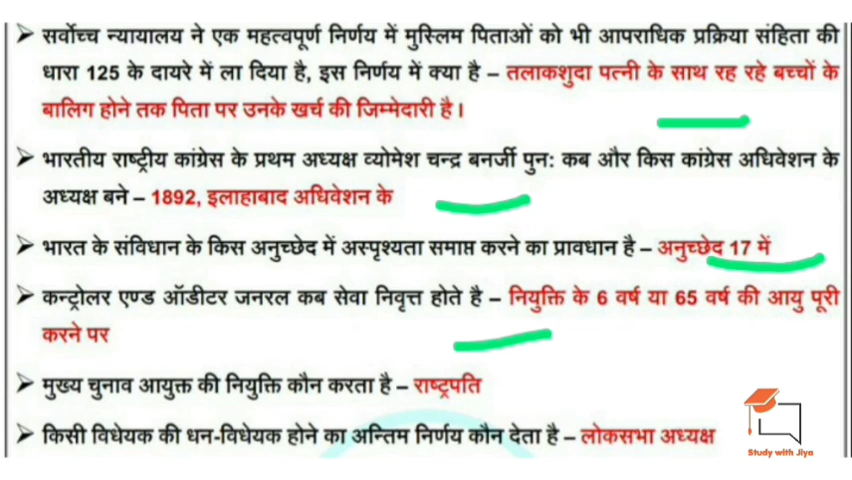 ➤ सर्वोच्च न्यायालय ने एक महत्वपूर्ण निर्णय में मुस्लिम पिताओं को भी आपराधिक प्रक्रिया संहिता की
धारा 125 के दायरे में ला दिया है, इस निर्णय में क्या है – तलाकशुदा पत्नी के साथ रह रहे बच्चों के
बालिग होने तक पिता पर उनके खर्च की जिम्मेदारी है।
➤ भारतीय राष्ट्रीय कांग्रेस के प्रथम अध्यक्ष व्योमेश चन्द्र बनर्जी पुन: कब और किस कांग्रेस अधिवेशन के
अध्यक्ष बने – 1892, इलाहाबाद अधिवेशन के
➤ भारत के संविधान के किस अनुच्छेद में अस्पृश्यता समाप्त करने का प्रावधान है – अनुच्छेद 17 में
➤ कन्ट्रोलर एण्ड ऑडीटर जनरल कब सेवा निवृत्त होते है – नियुक्ति के 6 वर्ष या 65 वर्ष की आयु पूरी
करने पर
➤ मुख्य चुनाव आयुक्त की नियुक्ति कौन करता है – राष्ट्रपति
➤ किसी विधेयक की धन-विधेयक होने का अन्तिम निर्णय कौन देता है – लोकसभा अध्यक्ष
Study with Jiya